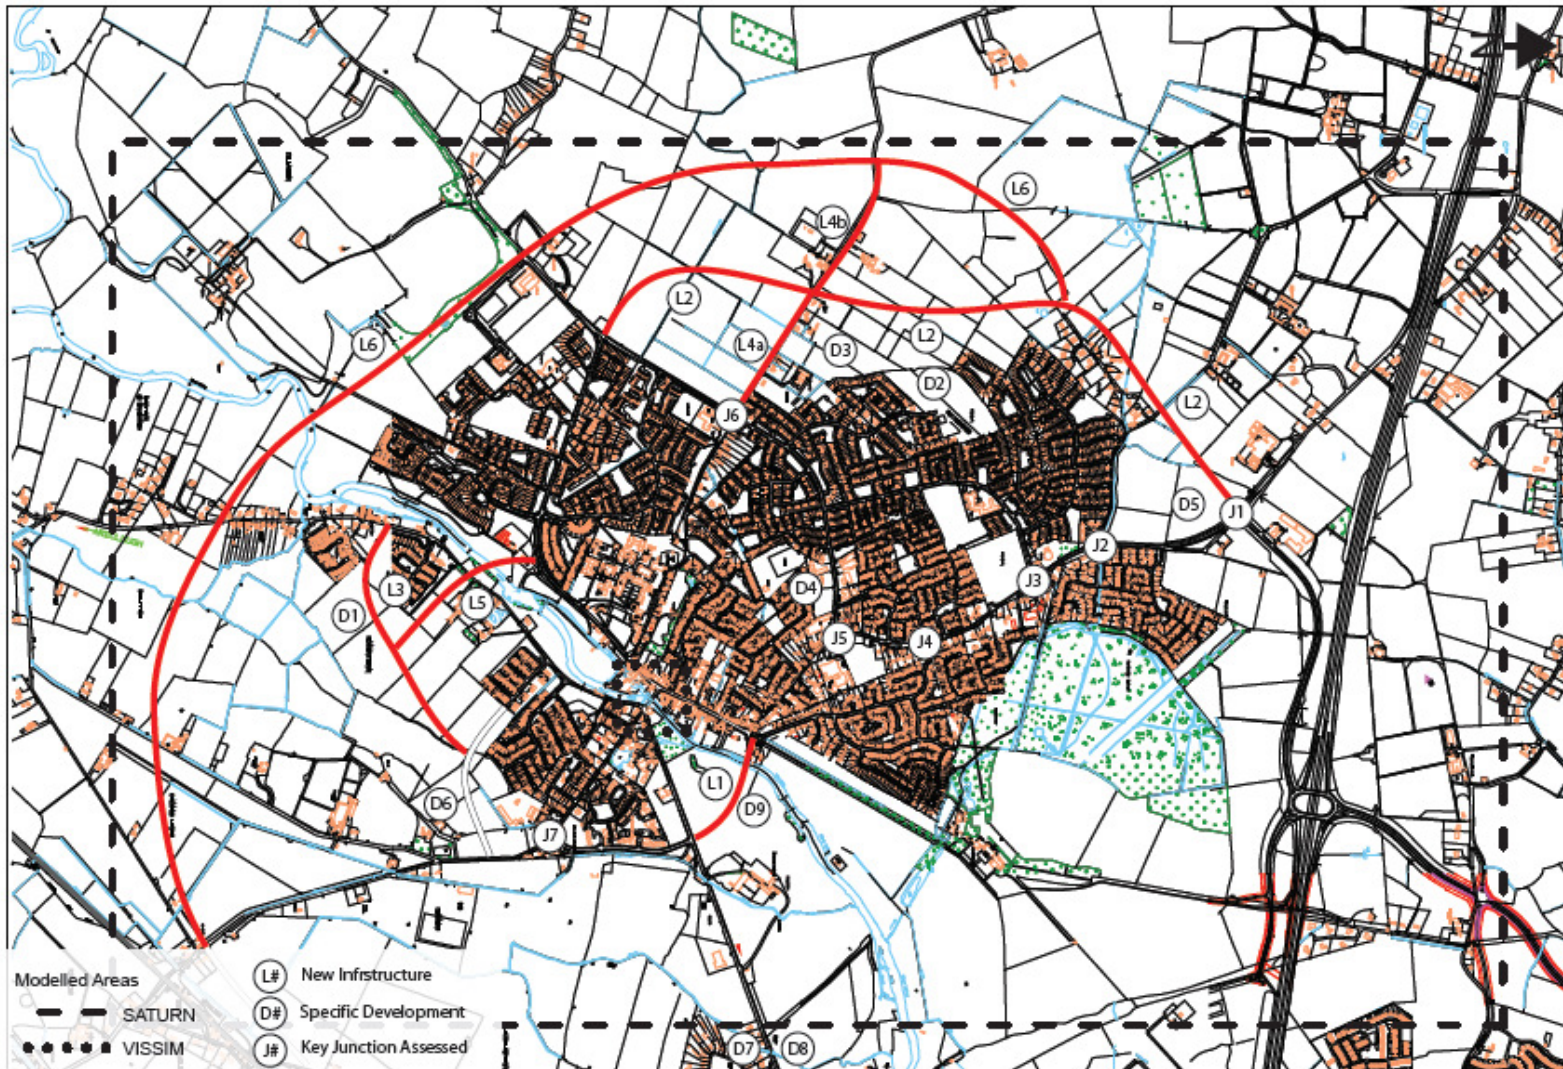 L6
L4b
L2
L4a
D3
L2
L6
D2
J6
L2
D5
J1
J2
J3
L3
D1
L5
D4
J5
J4
L1
D9
D6
J7
Modelled Areas
SATURN
VISSIM
L# New Infrstructure
D# Specific Development
J# Key Junction Assessed
D7
D8